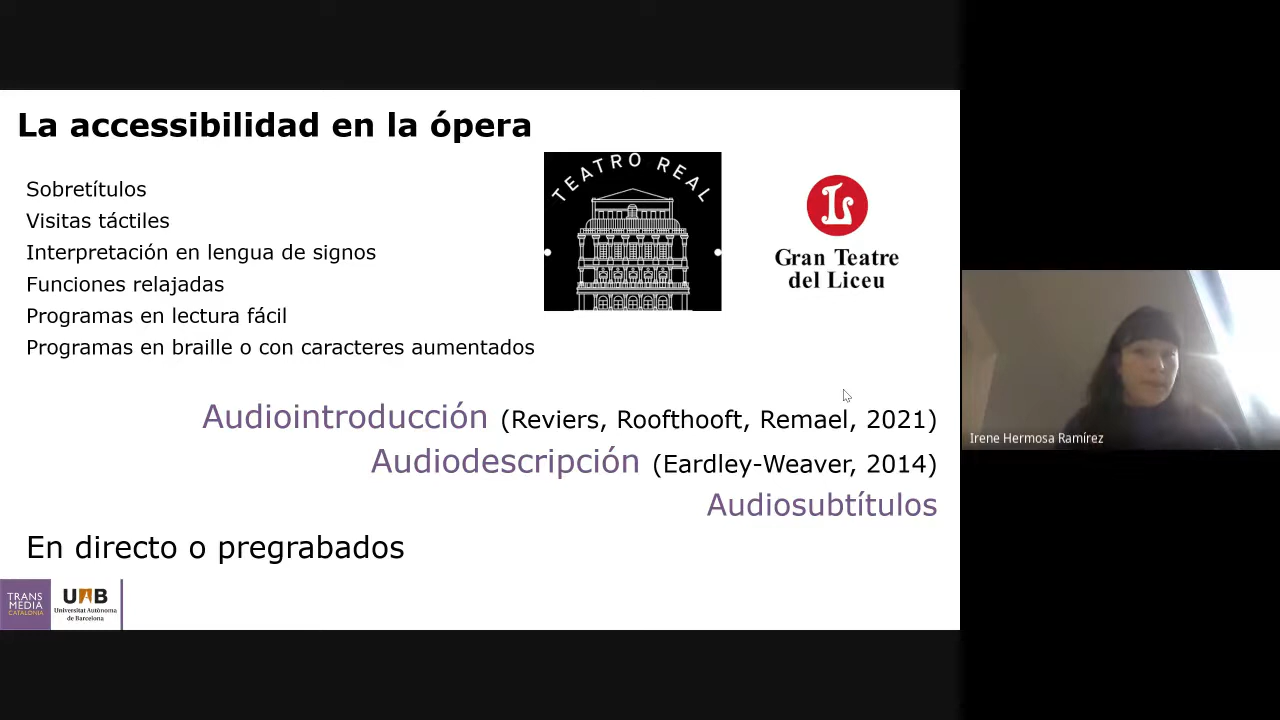 La accessibilidad en la ópera
TEATRO REAL
Sobretítulos
Visitas táctiles
Interpretación en lengua de signos
Funciones relajadas
Programas en lectura fácil
Programas en braille o con caracteres aumentados
Gran Teatre
del Liceu
Audiointroducción (Reviers, Roofthooft, Remael, 2021)
Audiodescripción (Eardley-Weaver, 2014)
Audiosubtítulos
En directo o pregrabados
TRANS
MEDIA
CATALONIA
UAB
Universitat Autònoma
de Barcelona
Irene Hermosa Ramírez